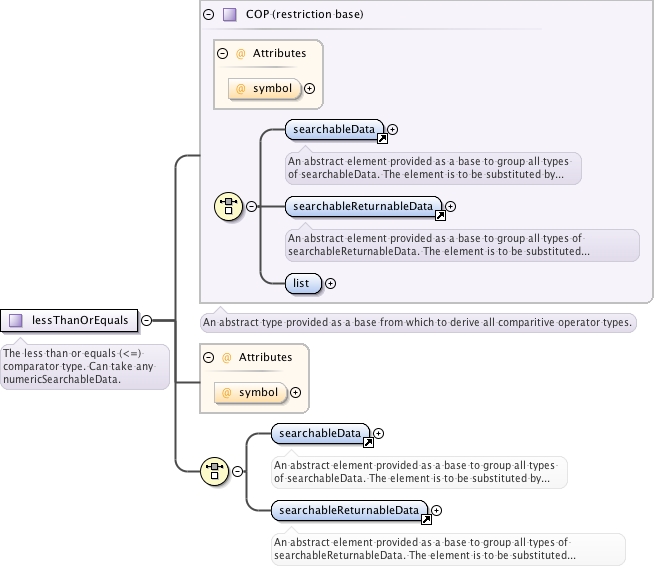 COP (restriction base)
@ Attributes
@ symbol
searchableData
An abstract element provided as a base to group all types
of searchableData. The element is to be substituted by...
searchableReturnableData
An abstract element provided as a base to group all types of
searchableReturnableData. The element is to be substituted...
list
lessThanOrEquals
An abstract type provided as a base from which to derive all comparitive operator types.
The less than or equals (<=)
comparator type. Can take any
numericSearchableData.
@ Attributes
@ symbol
searchableData
An abstract element provided as a base to group all types
of searchableData. The element is to be substituted by...
searchableReturnableData
An abstract element provided as a base to group all types of
searchableReturnableData. The element is to be substituted...